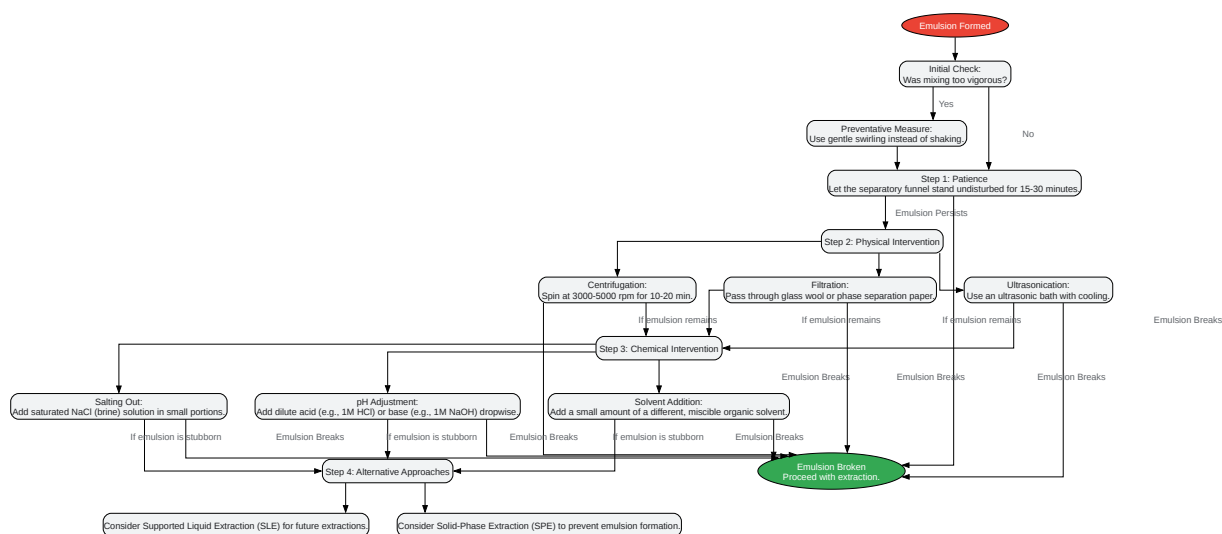 Emulsion Formed
Initial Check:
Was mixing too vigorous?
Yes
Preventative Measure:
Use gentle swirling instead of shaking.
No
Step 1: Patience
Let the separatory funnel stand undisturbed for 15-30 minutes.
Emulsion Persists
Step 2: Physical Intervention
Centrifugation:
Spin at 3000-5000 rpm for 10-20 min.
Filtration:
Pass through glass wool or phase separation paper.
Ultrasonication:
Use an ultrasonic bath with cooling.
If emulsion remains
If emulsion remains
If emulsion remains
Emulsion Breaks
Step 3: Chemical Intervention
Emulsion Breaks
Emulsion Breaks
Emulsion Breaks
Salting Out:
Add saturated NaCl (brine) solution in small portions.
pH Adjustment:
Add dilute acid (e.g., 1M HCl) or base (e.g., 1M NaOH) dropwise.
Solvent Addition:
Add a small amount of a different, miscible organic solvent.
If emulsion is stubborn
Emulsion Breaks
If emulsion is stubborn
Emulsion Breaks
If emulsion is stubborn
Emulsion Breaks
Step 4: Alternative Approaches
Emulsion Broken
Proceed with extraction.
Consider Supported Liquid Extraction (SLE) for future extractions.
Consider Solid-Phase Extraction (SPE) to prevent emulsion formation.